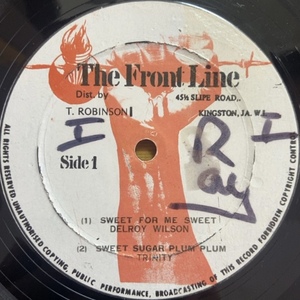 The Front Line
Dist. by
45½ SLIPE ROAD,
T. ROBINSON
KINGSTON, JA. W.I.
I
I
Ray
Side 1
(1) SWEET FOR ME SWEET
DELROY WILSON
(2) SWEET SUGAR PLUM PLUM
TRINITY
ALL RIGHTS RESERVED. UNAUTHORISED COPYING, PUBLIC PERFORMANCE, BROADCASTING OF THIS RECORD FORBIDDEN COPYRIGHT CONTROL